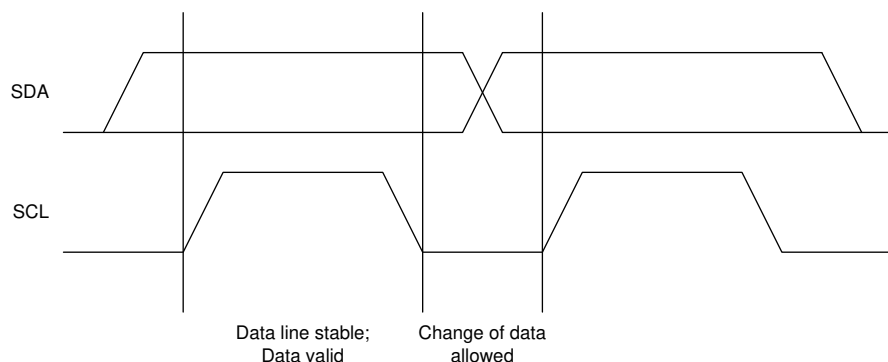 SDA
SCL
Data line stable;
Data valid
Change of data
allowed